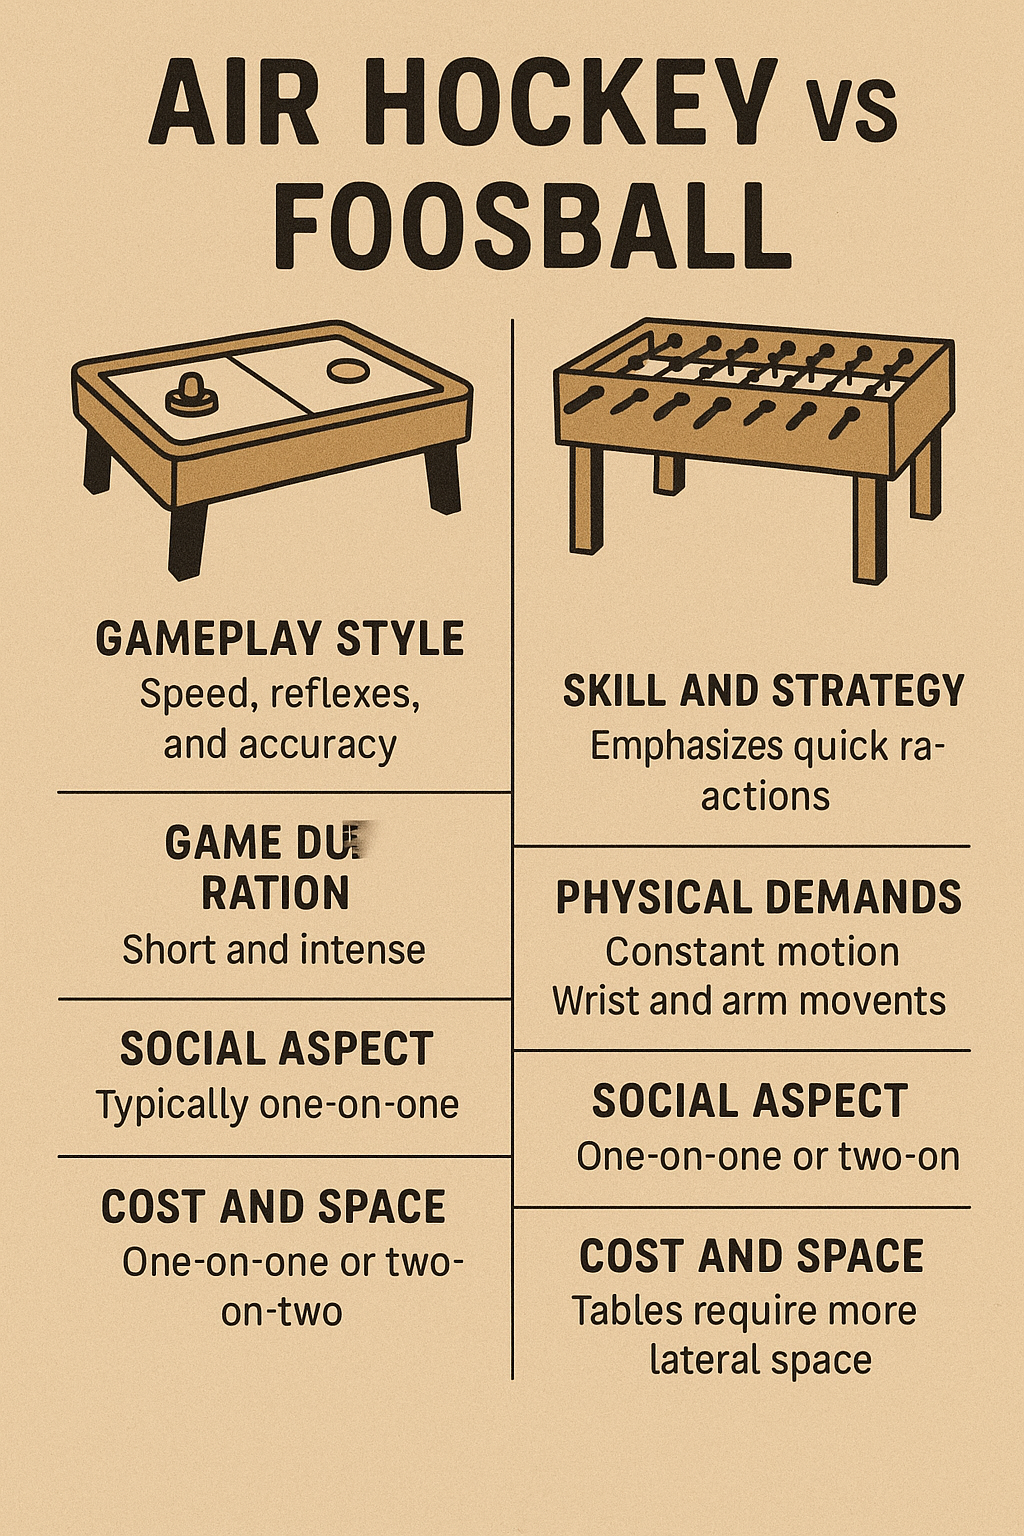 AIR HOCKEY VS
FOOSBALL
GAMEPLAY STYLE
Speed, reflexes,
and accuracy
GAME DU
RATION
Short and intense
SOCIAL ASPECT
Typically one-on-one
COST AND SPACE
One-on-one or two-
on-two
SKILL AND STRATEGY
Emphasizes quick ra-
actions
PHYSICAL DEMANDS
Constant motion
Wrist and arm movents
SOCIAL ASPECT
One-on-one or two-on
COST AND SPACE
Tables require more
lateral space